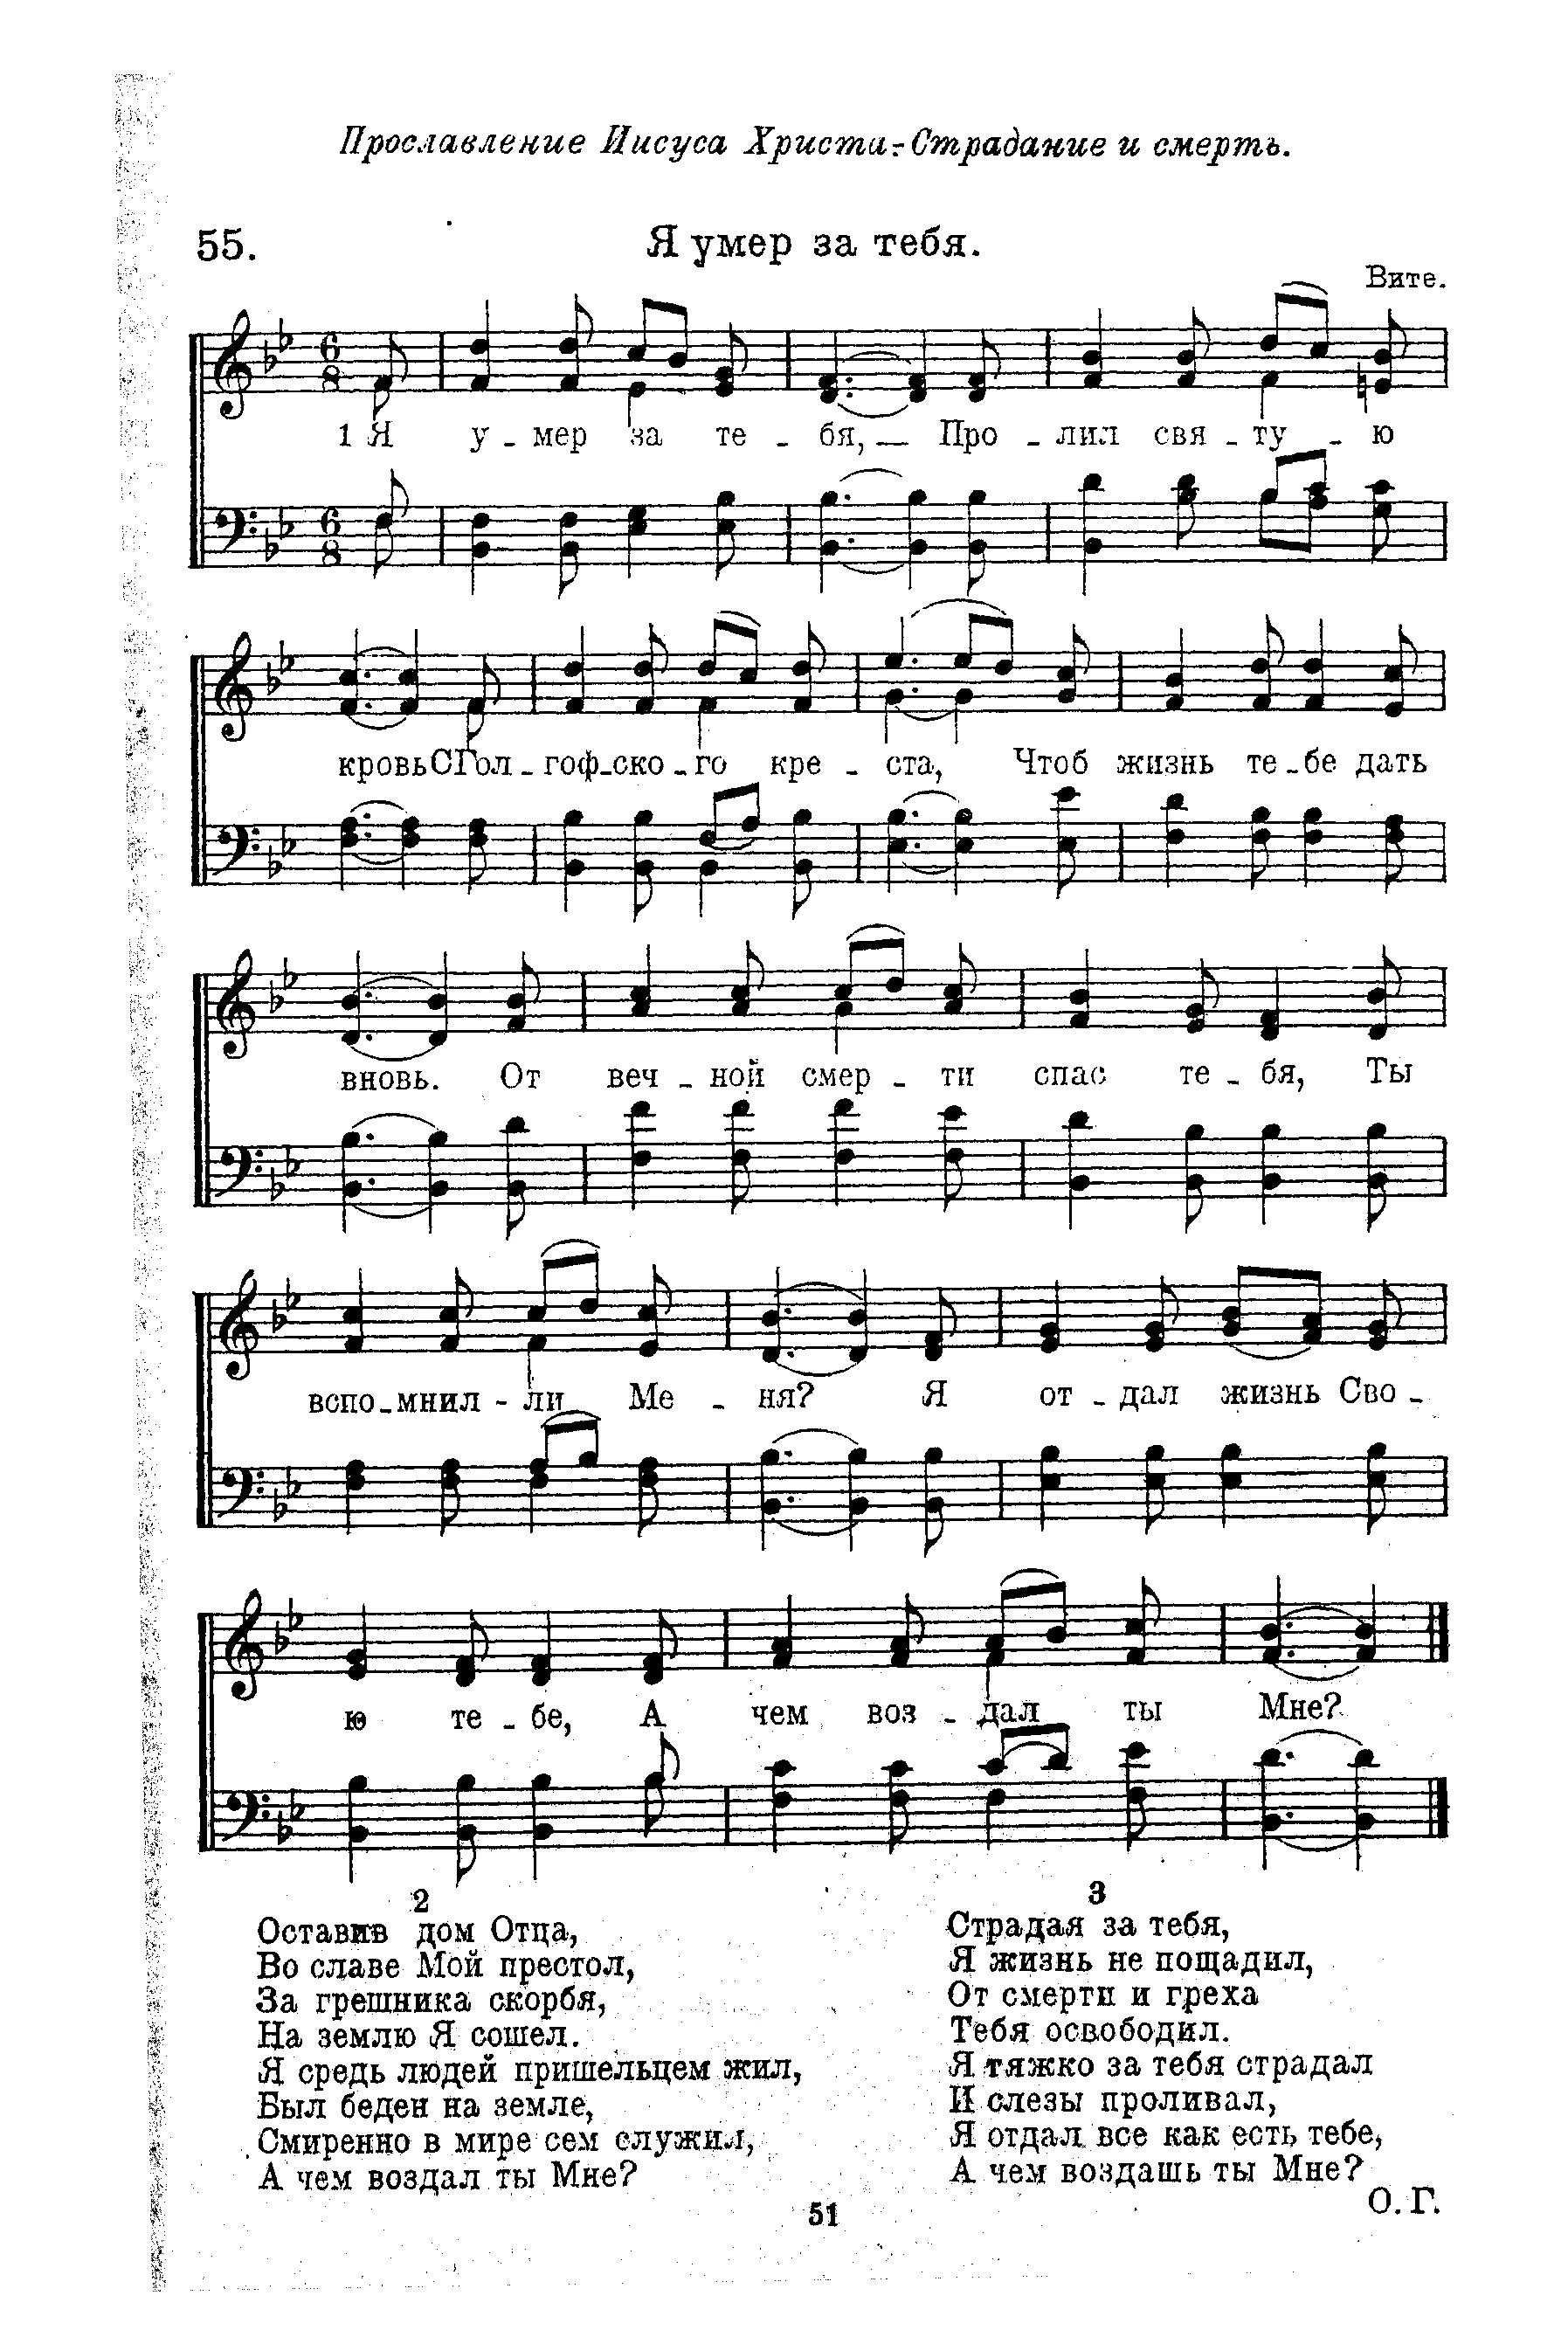 Прославление Иисуса Христа.-Страдание и смерть.
55.
Я умер за тебя.
Вите.
1 Я у - мер за те - бя, — Про - лил свя - ту - ю
кровь С Гол - гоф - ско - го кре - ста, Чтоб жизнь те - бе дать
вновь. От веч - ной смер - ти спас те - бя, Ты
вспо - мнил - ли Ме - ня? Я от - дал жизнь Сво -
ю те - бе, А чем воз - дал ты Мне?
2
Оставив дом Отца,
Во славе Мой престол,
За грешника скорбя,
На землю Я сошел.
Я средь людей пришельцем жил,
Был беден на земле,
Смиренно в мире сем служил,
А чем воздал ты Мне?
3
Страдая за тебя,
Я жизнь не пощадил,
От смерти и греха
Тебя освободил.
Я тяжко за тебя страдал
И слезы проливал,
Я отдал все как есть тебе,
А чем воздашь ты Мне?
О. Г.
51